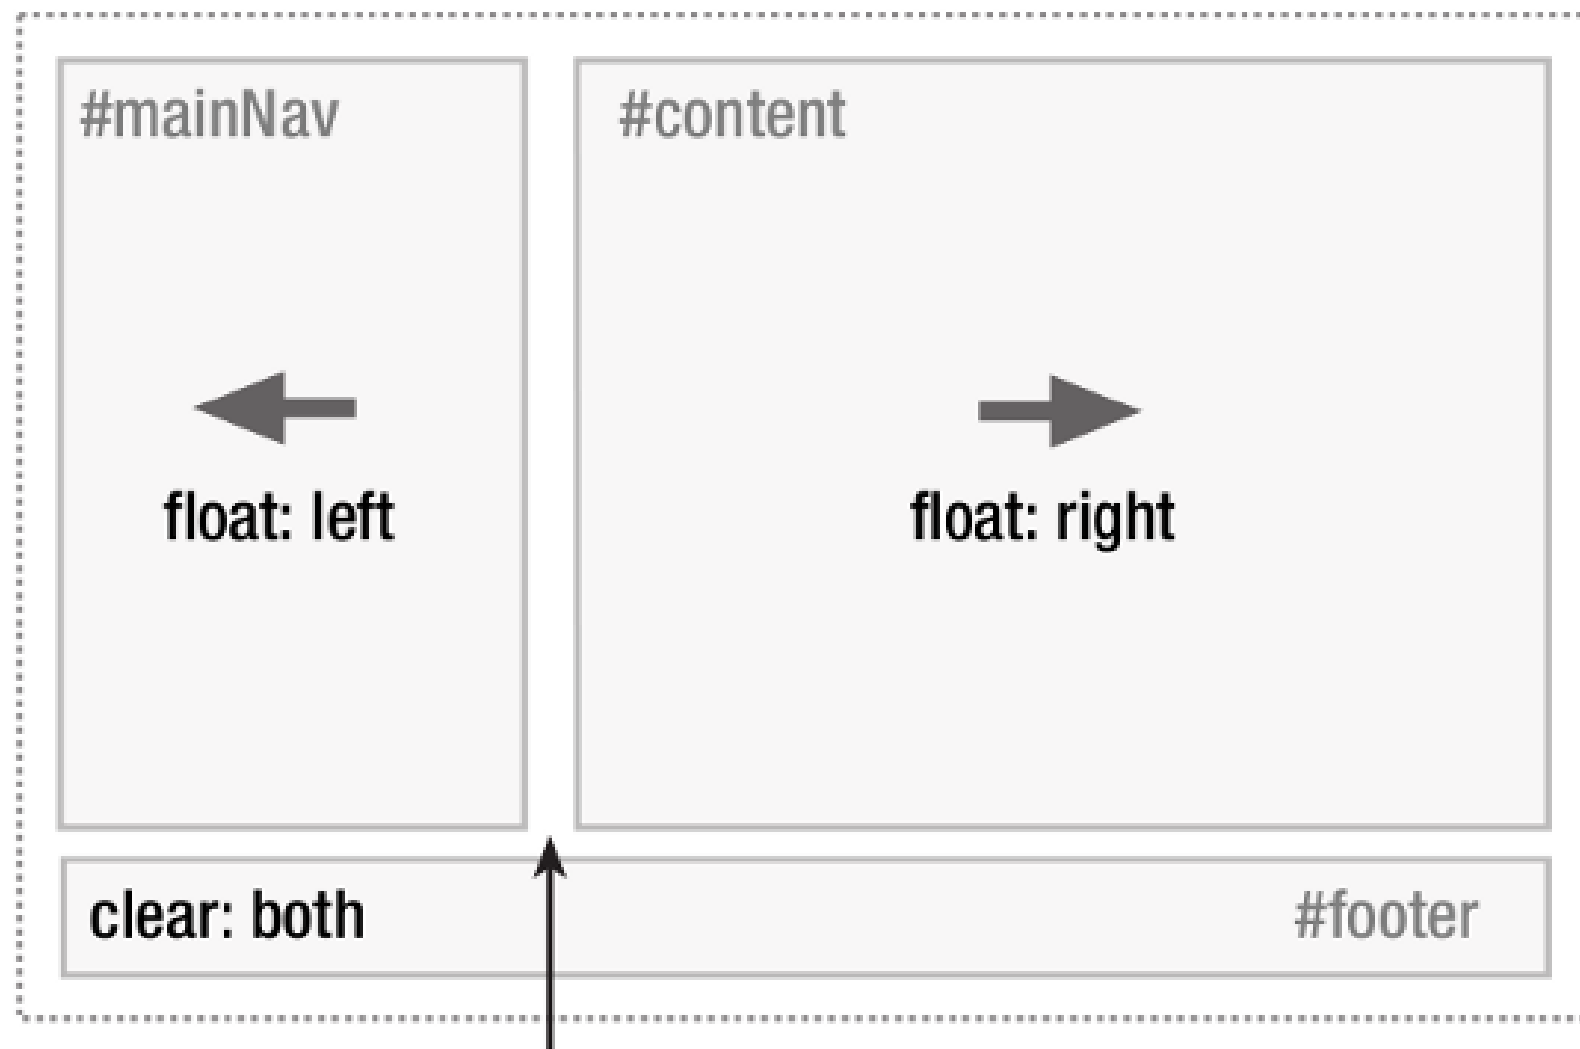 #mainNav
#content
float: left
float: right
clear: both
#footer